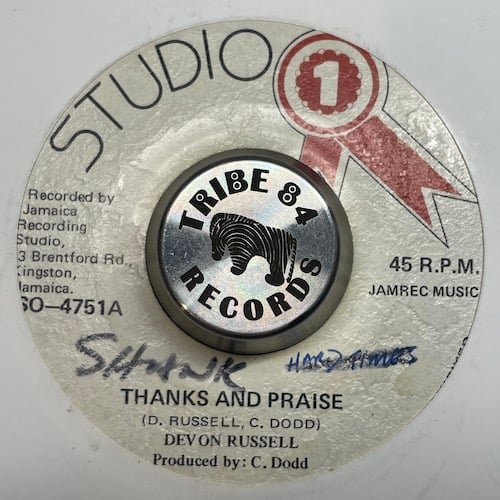 STUDIO 1
TRIBE 84
RECORDS
Recorded by
Jamaica
Recording
Studio,
3 Brentford Rd.,
Kingston,
Jamaica.
SO-4751A
45 R.P.M.
JAMREC MUSIC
HARD TIMES
THANKS AND PRAISE
(D. RUSSELL, C. DODD)
DEVON RUSSELL
Produced by: C. Dodd